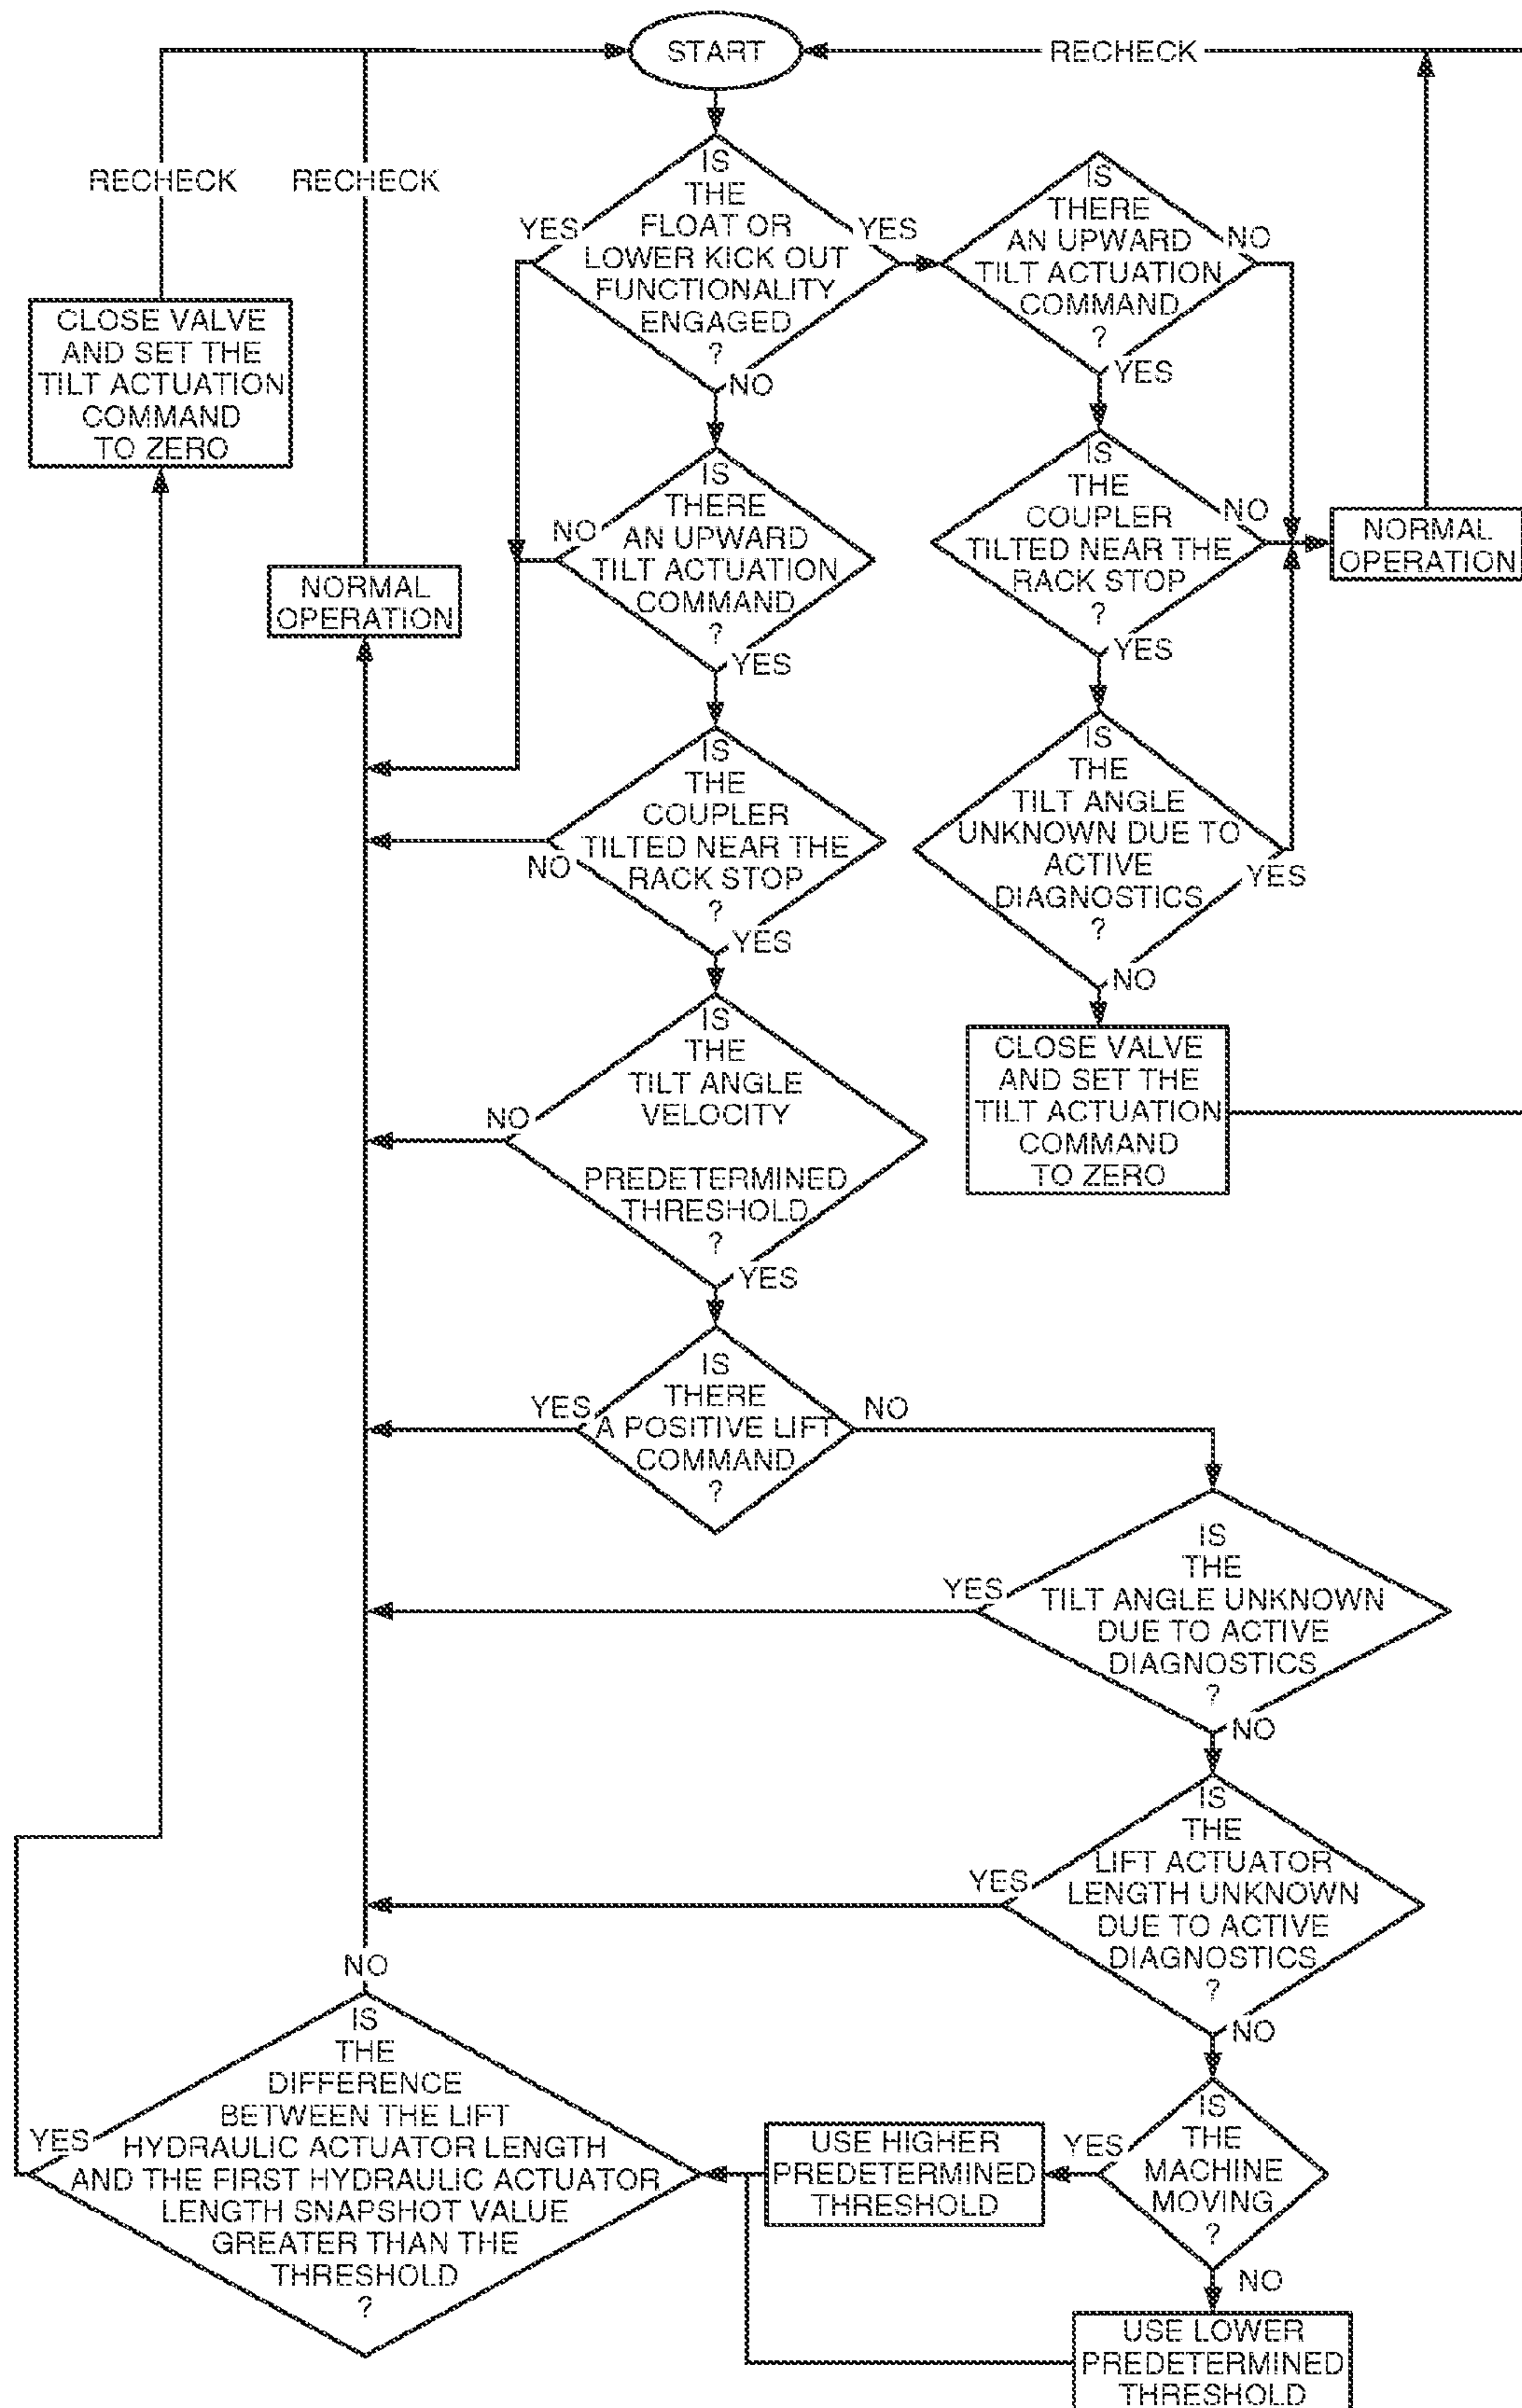 START
RECHECK
RECHECK
RECHECK
IS
THE
FLOAT OR
LOWER KICK OUT
FUNCTIONALITY
ENGAGED
?
YES
YES
NO
IS
THERE
AN UPWARD
TILT ACTUATION
COMMAND
?
NO
YES
CLOSE VALVE
AND SET THE
TILT ACTUATION
COMMAND
TO ZERO
NORMAL
OPERATION
IS
THERE
AN UPWARD
TILT ACTUATION
COMMAND
?
NO
YES
IS
THE
COUPLER
TILTED NEAR THE
RACK STOP
?
NO
YES
NORMAL
OPERATION
IS
THE
COUPLER
TILTED NEAR THE
RACK STOP
?
NO
YES
IS
THE
TILT ANGLE
UNKNOWN DUE TO
ACTIVE
DIAGNOSTICS
?
YES
NO
IS
THE
TILT ANGLE
VELOCITY
PREDETERMINED
THRESHOLD
?
NO
YES
CLOSE VALVE
AND SET THE
TILT ACTUATION
COMMAND
TO ZERO
IS
THERE
A POSITIVE LIFT
COMMAND
?
YES
NO
IS
THE
TILT ANGLE UNKNOWN
DUE TO ACTIVE
DIAGNOSTICS
?
YES
NO
IS
THE
LIFT ACTUATOR
LENGTH UNKNOWN
DUE TO ACTIVE
DIAGNOSTICS
?
YES
NO
IS
THE
MACHINE
MOVING
?
YES
NO
USE HIGHER
PREDETERMINED
THRESHOLD
USE LOWER
PREDETERMINED
THRESHOLD
NO
IS
THE
DIFFERENCE
BETWEEN THE LIFT
HYDRAULIC ACTUATOR LENGTH
AND THE FIRST HYDRAULIC ACTUATOR
LENGTH SNAPSHOT VALUE
GREATER THAN THE
THRESHOLD
?
YES